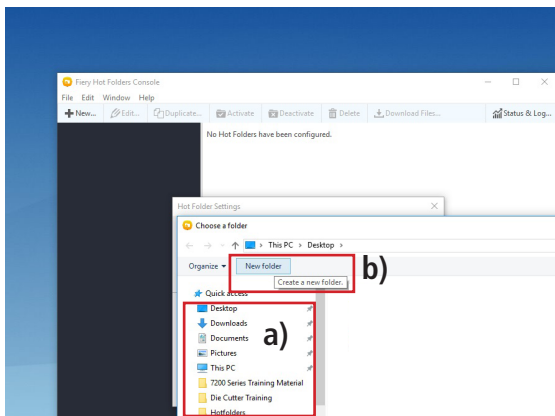 Fiery Hot Folders Console
File Edit Window Help
New... Edit... Duplicate... Activate Deactivate Delete Download Files... Status & Log...
No Hot Folders have been configured.
Hot Folder Settings
Choose a folder
This PC > Desktop >
Organize New folder
b)
Create a new folder.
Quick access
Desktop
Downloads
a)
Documents
Pictures
This PC
7200 Series Training Material
Die Cutter Training
Hotfolders